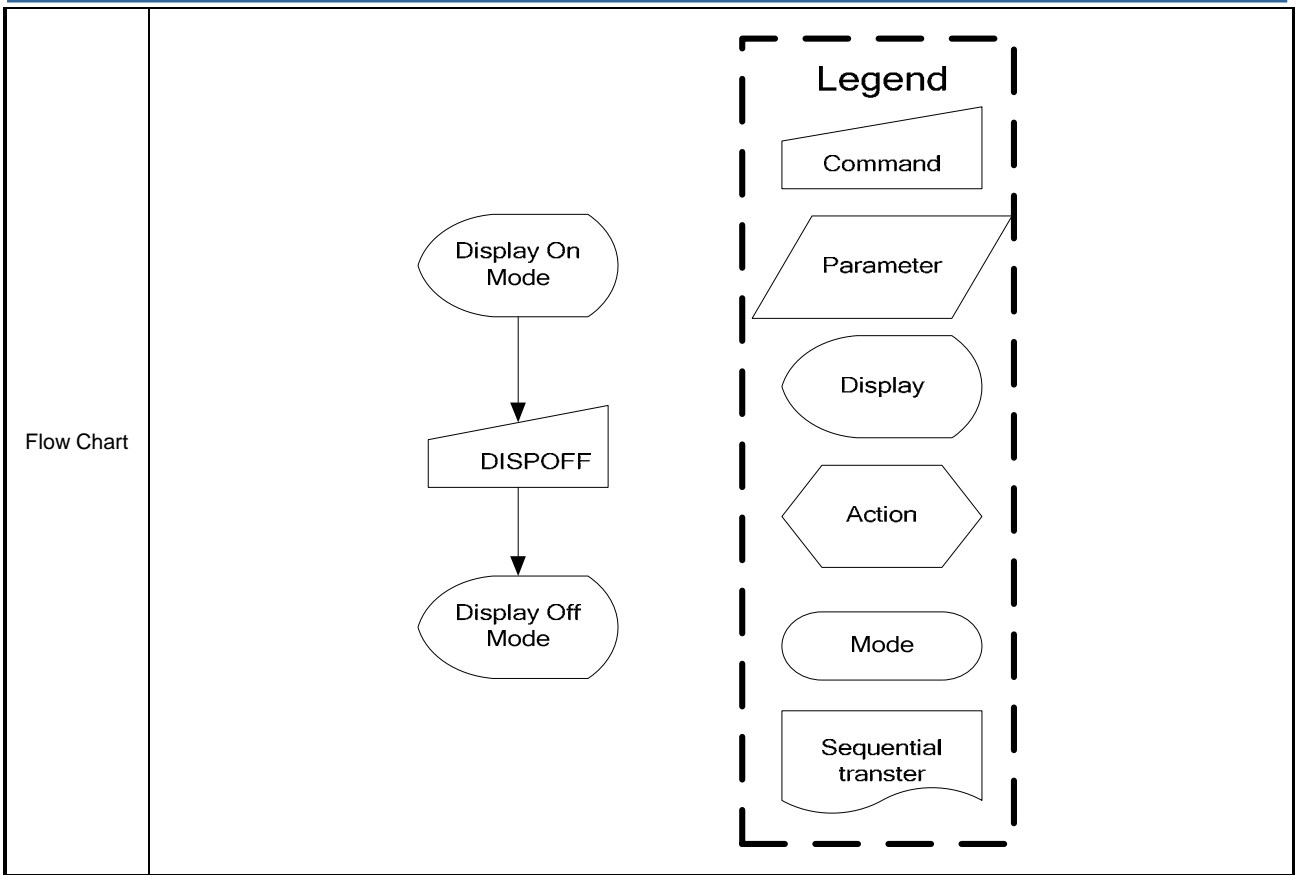 Flow Chart
Display On
Mode
DISPOFF
Display Off
Mode
Legend
Command
Parameter
Display
Action
Mode
Sequential
transter